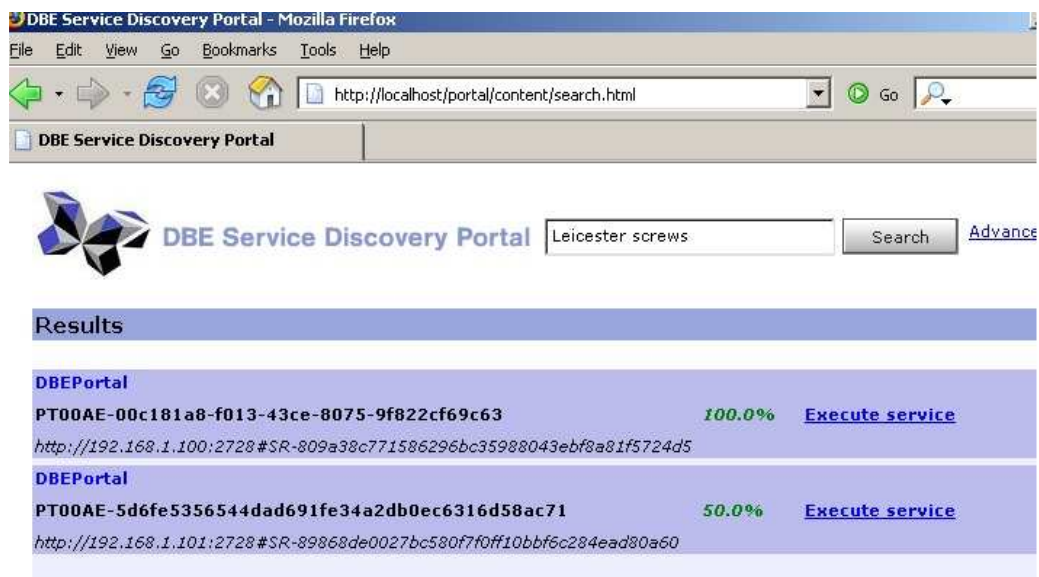 DBE Service Discovery Portal - Mozilla Firefox
File Edit View Go Bookmarks Tools Help
http://localhost/portal/content/search.html Go
DBE Service Discovery Portal
DBE Service Discovery Portal Leicester screws Search Advance
Results
DBEPortal
PT00AE-00c181a8-f013-43ce-8075-9f822cf69c63 100.0% Execute service
http://192.168.1.100:2728#SR-809a38c771586296bc35988043ebf8a81f5724d5
DBEPortal
PT00AE-5d6fe5356544dad691fe34a2db0ec6316d58ac71 50.0% Execute service
http://192.168.1.101:2728#SR-89868de0027bc580f7f0ff10bbf6c284ead80a60